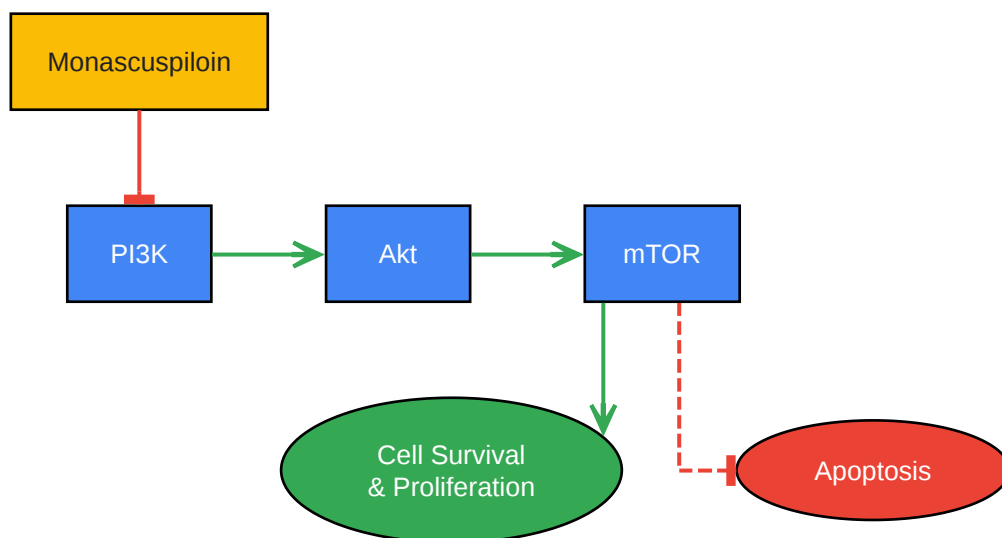 Monascuspiloin
PI3K
Akt
mTOR
Cell Survival
& Proliferation
Apoptosis